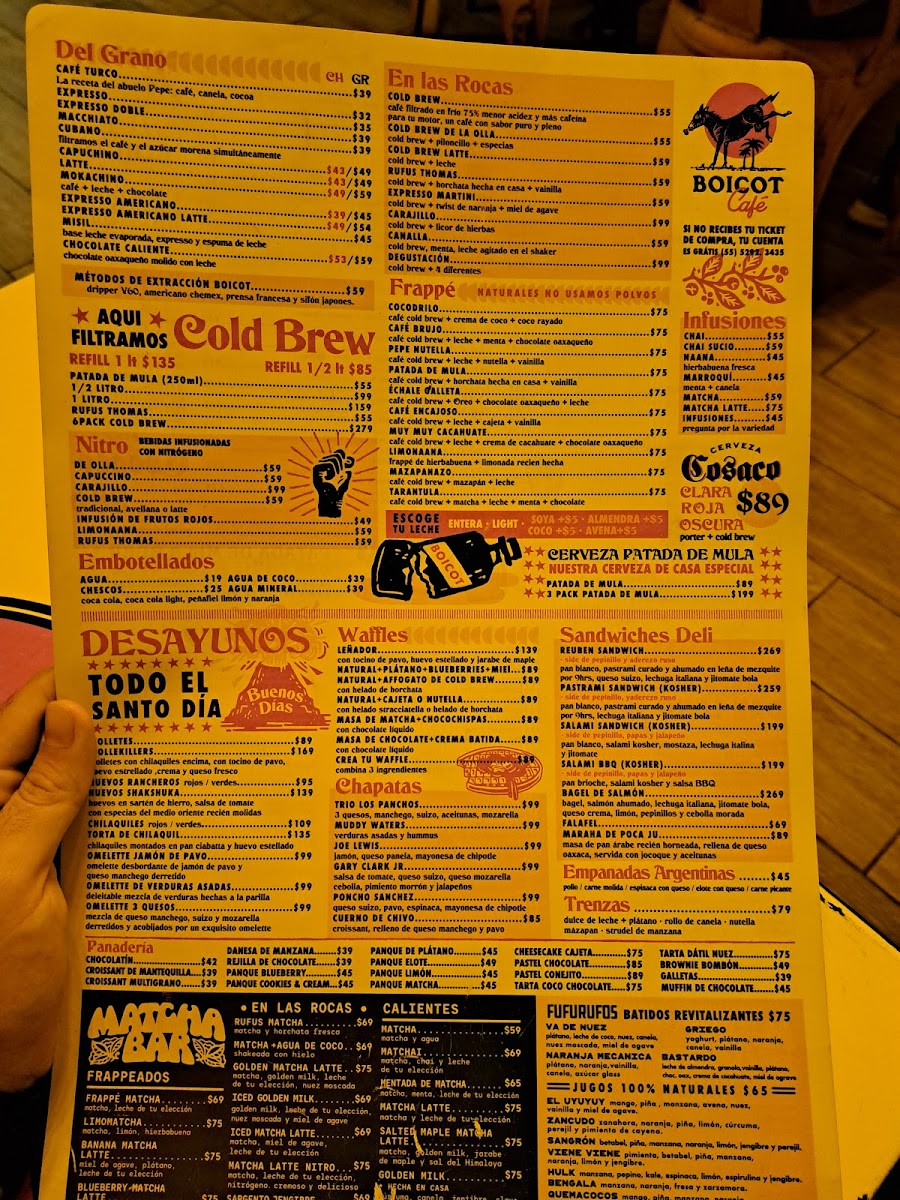 Del Grano
CH GR
CAFÉ TURCO $39
La receta del abuelo Pepe: café, canela, cocoa
EXPRESSO $32
EXPRESSO DOBLE $35
MACCHIATO $39
CUBANO $39
filtramos el café y el azúcar morena simultáneamente
CAPUCHINO $43/$49
LATTE $43/$49
MOKACHINO $49/$59
café + leche + chocolate
EXPRESSO AMERICANO $39/$45
EXPRESSO AMERICANO LATTE $49/$54
MISIL $45
base leche evaporada, expresso y espuma de leche
CHOCOLATE CALIENTE $53/$59
chocolate oaxaqueño molido con leche
MÉTODOS DE EXTRACCIÓN BOICOT $59
dripper V60, americano chemex, prensa francesa y sifón japones.
AQUI FILTRAMOS
Cold Brew
REFILL 1 lt $135
REFILL 1/2 lt $85
PATADA DE MULA (250ml) $55
1/2 LITRO $99
1 LITRO $159
RUFUS THOMAS $55
6PACK COLD BREW $279
Nitro
BEBIDAS INFUSIONADAS
CON NITRÓGENO
DE OLLA $59
CAPUCCINO $59
CARAJILLO $99
COLD BREW $59
tradicional, avellana o latte
INFUSIÓN DE FRUTOS ROJOS $49
LIMONAANA $59
RUFUS THOMAS $59
Embotellados
AGUA $19 AGUA DE COCO $39
CHESCOS $25 AGUA MINERAL $39
coca cola, coca cola light, peñafiel limón y naranja
En las Rocas
COLD BREW $55
café filtrado en frío 75% menor acidez y más cafeína
para tu motor, un café con sabor puro y pleno
COLD BREW DE LA OLLA $55
cold brew + piloncillo + especias
COLD BREW LATTE $59
cold brew + leche
RUFUS THOMAS $59
cold brew + horchata hecha en casa + vainilla
EXPRESSO MARTINI $59
cold brew + twist de naranja + miel de agave
CARAJILLO $99
cold brew + licor de hierbas
CANALLA $59
cold brew, menta, leche agitado en el shaker
DEGUSTACIÓN $99
cold brew + 4 diferentes
Frappé
NATURALES NO USAMOS POLVOS
COCODRILO $75
café cold brew + crema de coco + coco rayado
CAFÉ BRUJO $75
café cold brew + leche + menta + chocolate oaxaqueño
PEPE NUTELLA $75
café cold brew + leche + nutella + vainilla
PATADA DE MULA $75
café cold brew + horchata hecha en casa + vainilla
ÉCHALE GALLETA $75
café cold brew + Oreo + chocolate oaxaqueño + leche
CAFÉ ENCAJOSO $75
café cold brew + leche + cajeta + vainilla
MUY MUY CACAHUATE $75
café cold brew + leche + crema de cacahuate + chocolate oaxaqueño
LIMONAANA $75
frappé de hierbabuena + limonada recien hecha
MAZAPANAZO $75
café cold brew + mazapán + leche
TARANTULA $75
café cold brew + matcha + leche + menta + chocolate
ESCOGE TU LECHE
ENTERA · LIGHT · SOYA +$5 · ALMENDRA +$5
COCO +$5 · AVENA+$5
BOICOT
BOICOT
Café
SI NO RECIBES TU TICKET
DE COMPRA, TU CUENTA
ES GRÁTIS (55) 5292 3435
Infusiones
CHAI $55
CHAI SUCIO $59
NAANA $45
hierbabuena fresca
MARROQUÍ $45
menta + canela
MATCHA $59
MATCHA LATTE $75
INFUSIONES $45
pregunta por la variedad
CERVEZA
Cosaco
CLARA
ROJA
OSCURA
$89
porter + cold brew
CERVEZA PATADA DE MULA
NUESTRA CERVEZA DE CASA ESPECIAL
PATADA DE MULA $89
3 PACK PATADA DE MULA $199
DESAYUNOS
TODO EL
SANTO DÍA
Buenos
Días
OLLETES $89
OLLEKILLERS $169
olletes con chilaquiles encima, con tocino de pavo,
uevo estrellado ,crema y queso fresco
HUEVOS RANCHEROS rojos / verdes $95
HUEVOS SHAKSHUKA $139
huevos en sartén de hierro, salsa de tomate
con especias del medio oriente recién molidas
CHILAQUILES rojos / verdes $109
TORTA DE CHILAQUIL $135
chilaquiles montados en pan ciabatta y huevo estellado
OMELETTE JAMÓN DE PAVO $99
omelette desbordante de jamón de pavo y
queso manchego derretido
OMELETTE DE VERDURAS ASADAS $99
deleitable mezcla de verduras hechas a la parilla
OMELETTE 3 QUESOS $99
mezcla de queso manchego, suizo y mozarella
derretidos y acobijados por un exquisito omelette
Waffles
LEÑADOR $139
con tocino de pavo, huevo estellado y jarabe de maple
NATURAL+PLÁTANO+BLUEBERRIES+MIEL $89
NATURAL+AFFOGATO DE COLD BREW $89
con helado de horchata
NATURAL+CAJETA O NUTELLA $89
con helado stracciatella o helado de horchata
MASA DE MATCHA+CHOCOCHISPAS $89
con chocolate líquido
MASA DE CHOCOLATE+CREMA BATIDA $89
con chocolate líquido
CREA TU WAFFLE $89
combina 3 ingrendientes
Chapatas
TRIO LOS PANCHOS $99
3 quesos, manchego, suizo, aceitunas, mozarella
MUDDY WATERS $99
verduras asadas y hummus
JOE LEWIS $99
jamón, queso panela, mayonesa de chipotle
GARY CLARK JR. $99
salsa de tomate, queso suizo, queso mozarella
cebolla, pimiento morrón y jalapeños
PONCHO SANCHEZ $99
queso suizo, pavo, espinaca, mayonesa de chipotle
CUERNO DE CHIVO $85
croissant, relleno de queso manchego y pavo
Sandwiches Deli
REUBEN SANDWICH $269
- side de pepinillo y aderezo ruso
pan blanco, pastrami curado y ahumado en leña de mezquite
por 9hrs, queso suizo, lechuga italiana y jitomate bola
PASTRAMI SANDWICH (KOSHER) $259
- side de pepinillo, yaderezo ruso
pan blanco, pastrami curado y ahumado en leña de mezquite
por 9hrs, lechuga italiana y jitomate bola
SALAMI SANDWICH (KOSHER) $199
- side de pepinillo, papas y jalapeño
pan blanco, salami kosher, mostaza, lechuga italina
y jitomate
SALAMI BBQ (KOSHER) $199
- side de pepinillo, papas y jalapeño
pan brioche, salami kosher y salsa BBQ
BAGEL DE SALMÓN $269
bagel, salmón ahumado, lechuga italiana, jitomate bola,
queso crema, limón, pepinillos y cebolla morada
FALAFEL $69
MARAHA DE POCA JU $89
masa de pan árabe recién horneada, rellena de queso
oaxaca, servida con jocoque y aceitunas
Empanadas Argentinas $45
pollo / carne molida / espinaca con queso / elote con queso / carne picante
Trenzas $79
dulce de leche + plátano · rollo de canela · nutella
mazapan · strudel de manzana
Panadería
CHOCOLATÍN $42
CROISSANT DE MANTEQUILLA $39
CROISSANT MULTIGRANO $39
DANESA DE MANZANA $39
REJILLA DE CHOCOLATE $39
PANQUE BLUEBERRY $45
PANQUE COOKIES & CREAM $45
PANQUE DE PLÁTANO $45
PANQUE ELOTE $49
PANQUE LIMÓN $45
PANQUE MATCHA $45
CHEESECAKE CAJETA $75
PASTEL CHOCOLATE $85
PASTEL CONEJITO $89
TARTA COCO CHOCOLATE $75
TARTA DÁTIL NUEZ $75
BROWNIE BOMBÓN $49
GALLETAS $39
MUFFIN DE CHOCOLATE $45
MATCHA
BAR
FRAPPEADOS
FRAPPÉ MATCHA $69
matcha, leche de tu elección
LIMOMATCHA $75
matcha, limón, hierbabuena
BANANA MATCHA
LATTE $75
miel de agave, plátano,
leche de tu elección
BLUEBERRY MATCHA
LATTE $75
• EN LAS ROCAS •
RUFUS MATCHA $69
matcha y horchata fresca
MATCHA +AGUA DE COCO $69
shakeada con hielo
GOLDEN MATCHA LATTE $75
matcha, golden milk, leche
de tu elección, nuez moscada
ICED GOLDEN MILK $69
golden milk, leche de tu elección,
nuez moscada y miel de agave
ICED MATCHA LATTE $69
matcha, miel de agave,
leche de tu elección
MATCHA LATTE NITRO $75
matcha, leche de tu elección,
nitrógeno, cremoso y delicioso
SARGENTO JENGIBRE $69
CALIENTES
MATCHA $59
matcha y agua
MATCHAI $69
matcha, chai y leche
de tu elección
MENTADA DE MATCHA $65
matcha, menta, leche de tu elección
MATCHA LATTE $75
matcha y leche de tu elección
SALTED MAPLE MATCHA
LATTE $75
matcha, golden milk, jarabe
de maple y sal del Himalaya
GOLDEN MILK $75
HECHA EN CASA
FUFURUFOS BATIDOS REVITALIZANTES $75
VA DE NUEZ
plátano, leche de coco, nuez, canela,
nuez moscada, miel de agave
NARANJA MECANICA
plátano, naranja, vainilla,
canela, azúcar glass
GRIEGO
yoghurt, plátano, naranja,
canela, vainilla
BASTARDO
leche de almendra, granola, vainilla, plátano,
chai, oax, crema de cacahuate, miel de agave
JUGOS 100% NATURALES $65
EL UYUYUY mango, piña, manzana, avena, nuez,
vainilla y miel de agave.
ZANCUDO zanahora, naranja, piña, limón, cúrcuma,
perejil y pimienta de cayena.
SANGRÓN betabel, piña, manzana, naranja, limón, jengibre y perejil.
VIENE VIENE pimienta, betabel, piña, manzana,
naranja, limón y jengibre.
HULK manzana, pepino, kale, espinaca, limón, espirulina y jengibre.
BENGALA manzana, naranja, fresa y zarzamora.
QUEMACOCOS mango, piña, manzana, naranja